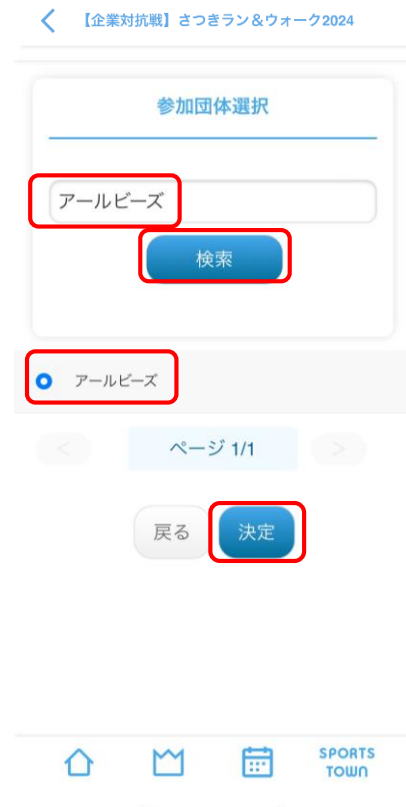 【企業対抗戦】さつきラン＆ウォーク2024
参加団体選択
アールビーズ
検索
アールビーズ
< ページ 1/1 >
戻る 決定
SPORTS
TOWN